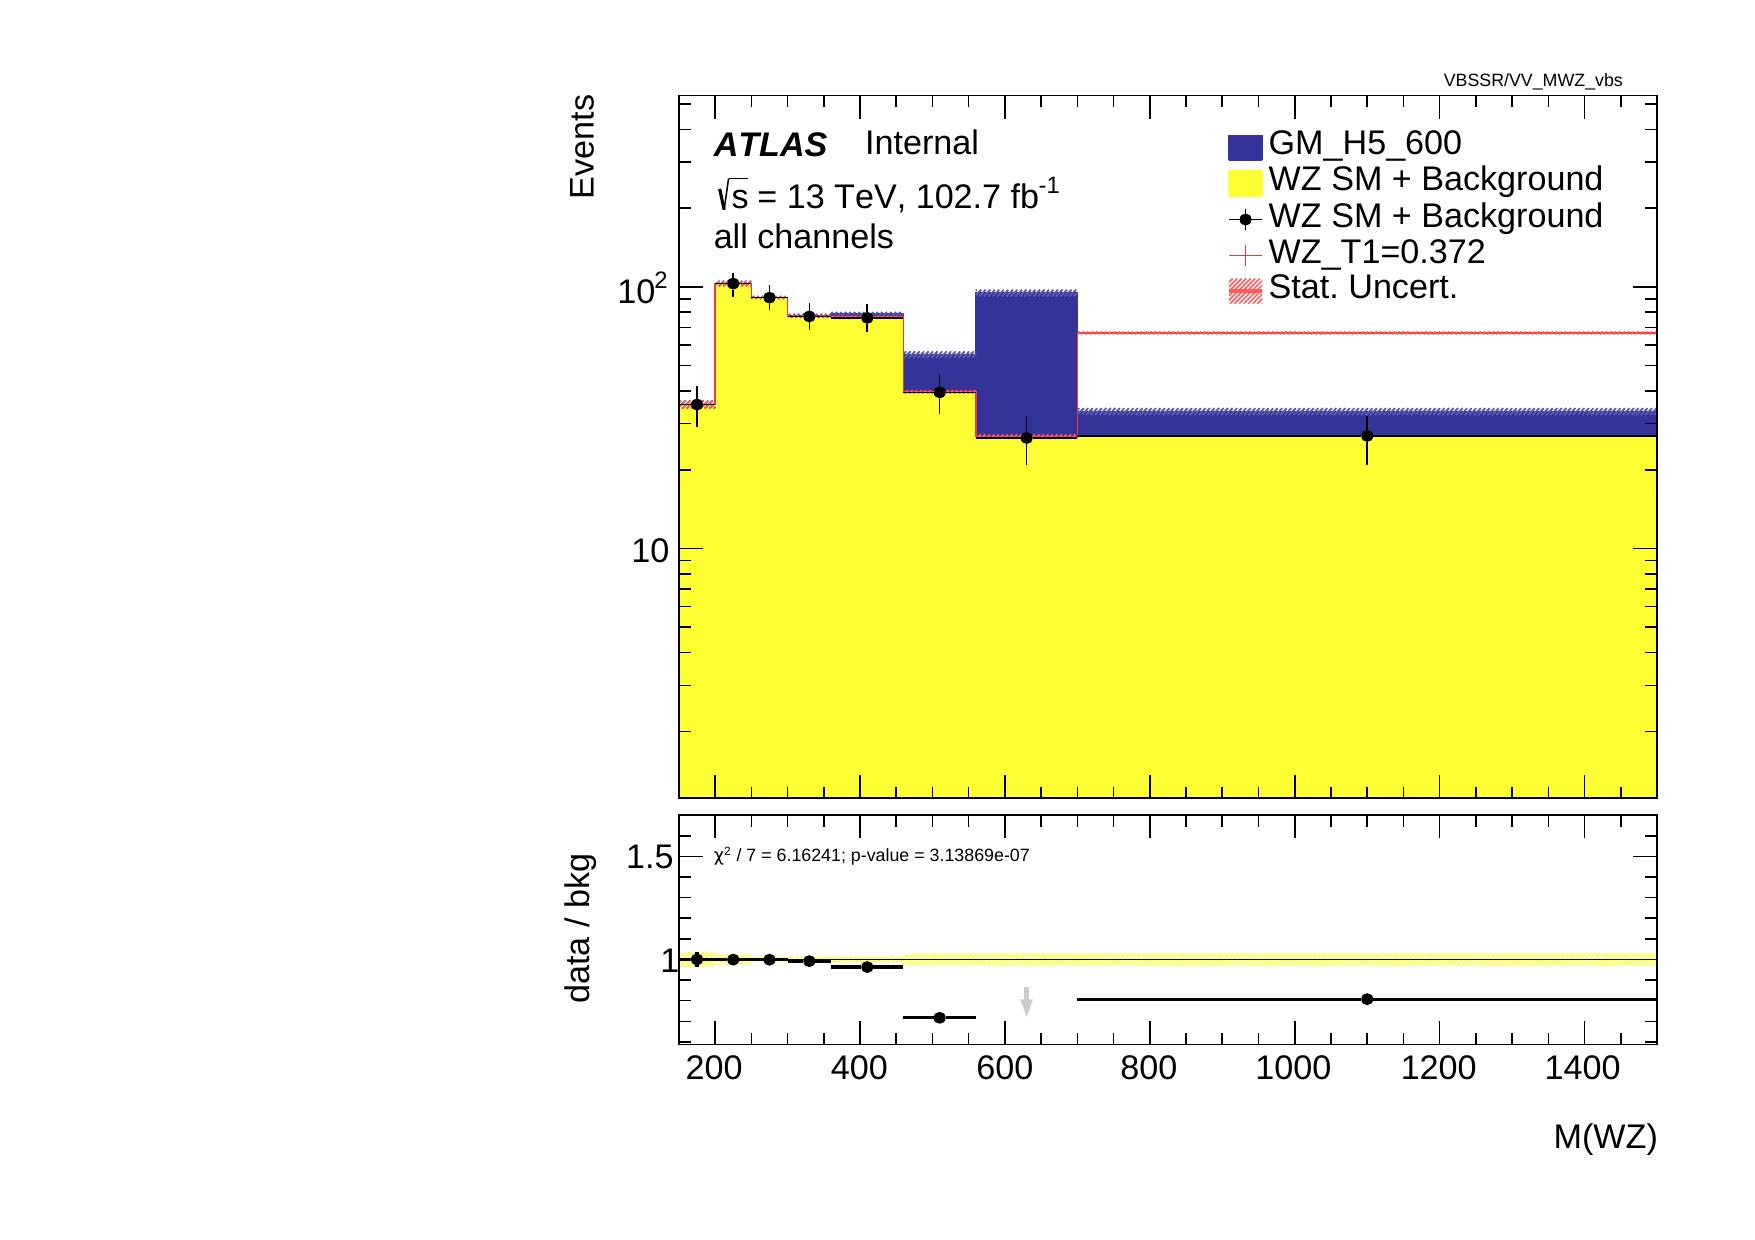 VBSSR/VV_MWZ_vbs
Events
ATLAS Internal
√s = 13 TeV, 102.7 fb-1
all channels
GM_H5_600
WZ SM + Background
WZ SM + Background
WZ_T1=0.372
Stat. Uncert.
10²
10
data / bkg
1.5
χ² / 7 = 6.16241; p-value = 3.13869e-07
1
200 400 600 800 1000 1200 1400
M(WZ)